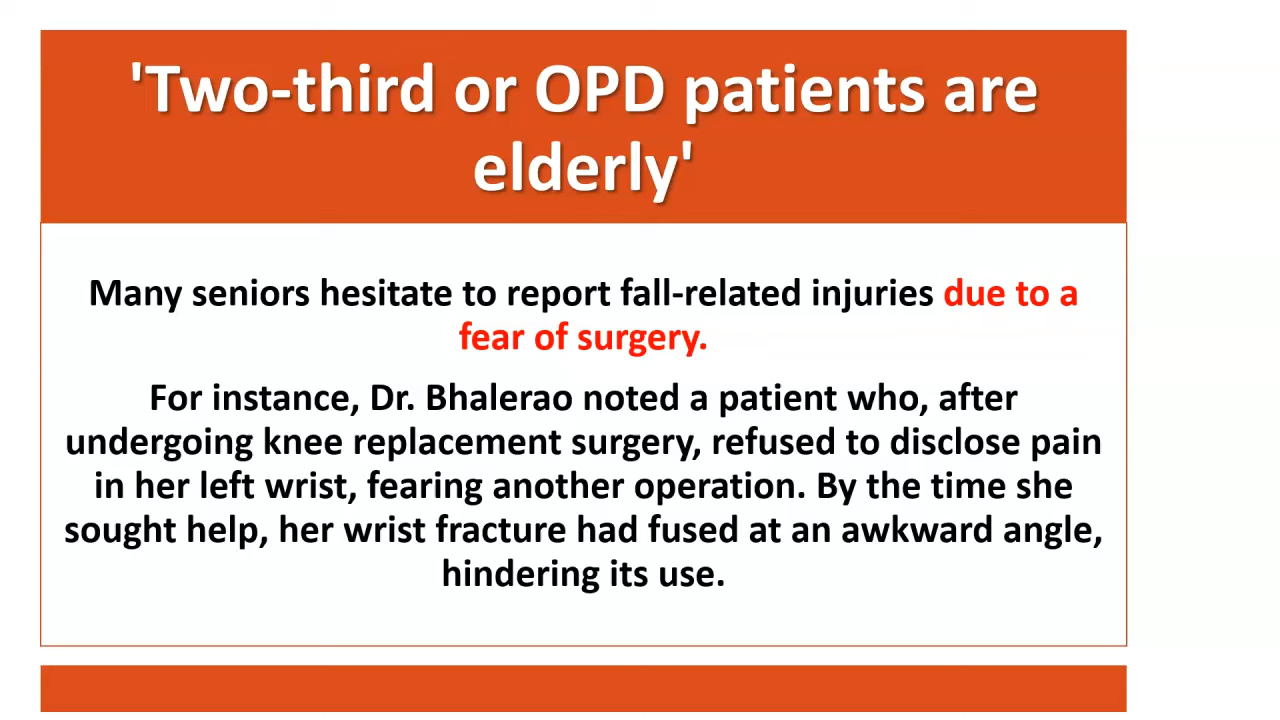 'Two-third or OPD patients are
elderly'
Many seniors hesitate to report fall-related injuries due to a
fear of surgery.
For instance, Dr. Bhalerao noted a patient who, after
undergoing knee replacement surgery, refused to disclose pain
in her left wrist, fearing another operation. By the time she
sought help, her wrist fracture had fused at an awkward angle,
hindering its use.